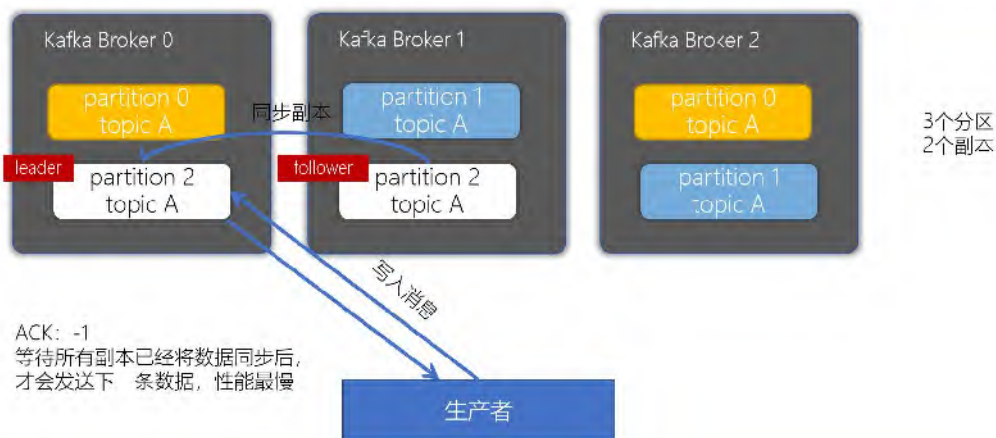 Kafka Broker 0
partition 0
topic A
leader
partition 2
topic A
同步副本
Kafka Broker 1
partition 1
topic A
follower
partition 2
topic A
Kafka Broker 2
partition 0
topic A
partition 1
topic A
3个分区
2个副本
写入消息
ACK: -1
等待所有副本已经将数据同步后，
才会发送下 条数据，性能最慢
生产者